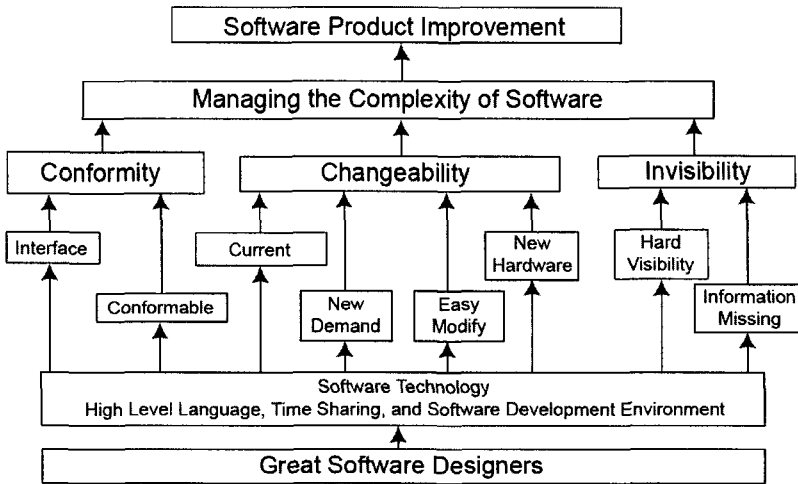 Software Product Improvement
Managing the Complexity of Software
Conformity
Changeability
Invisibility
Interface
Current
New
Hardware
Hard
Visibility
Conformable
New
Demand
Easy
Modify
Information
Missing
Software Technology
High Level Language, Time Sharing, and Software Development Environment
Great Software Designers